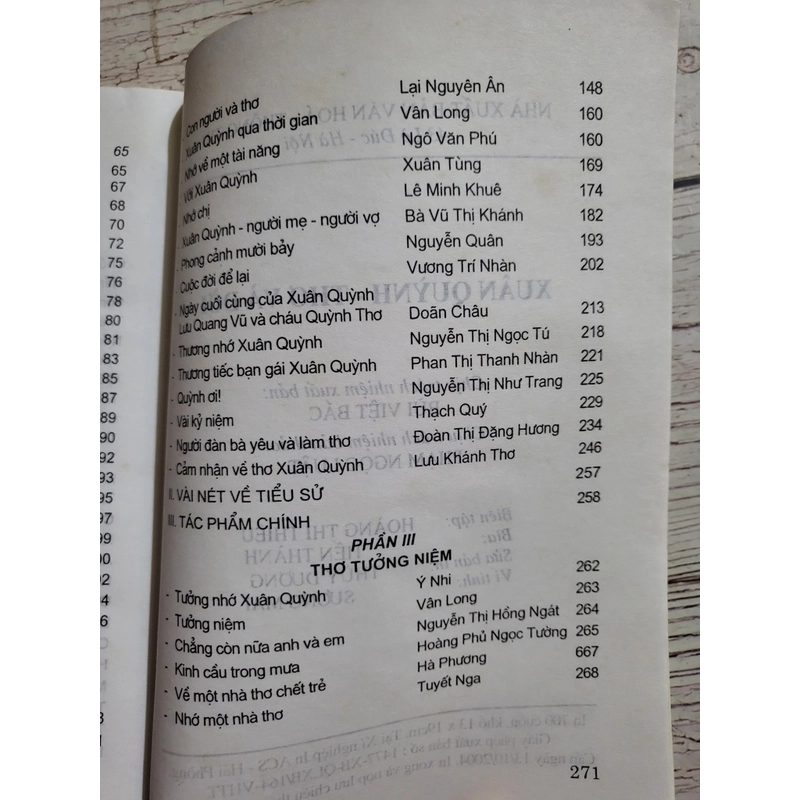 65
65
67
68
70
72
75
76
78
80
81
83
85
87
Con người và thơ Lại Nguyên Ân 148
Xuân Quỳnh qua thời gian Vân Long 160
Nhớ về một tài năng Ngô Văn Phú 160
- Với Xuân Quỳnh Xuân Tùng 169
- Nhớ chị Lê Minh Khuê 174
- Xuân Quỳnh - người mẹ - người vợ Bà Vũ Thị Khánh 182
- Phong cảnh mười bảy Nguyễn Quân 193
- Cuộc đời để lại Vương Trí Nhàn 202
- Ngày cuối cùng của Xuân Quỳnh
Lưu Quang Vũ và cháu Quỳnh Thơ Doãn Châu 213
- Thương nhớ Xuân Quỳnh Nguyễn Thị Ngọc Tú 218
- Thương tiếc bạn gái Xuân Quỳnh Phan Thị Thanh Nhàn 221
- Quỳnh ơi! Nguyễn Thị Như Trang 225
- Vài kỷ niệm Thạch Quý 229
- Người đàn bà yêu và làm thơ Đoàn Thị Đặng Hương 234
- Cảm nhận về thơ Xuân Quỳnh Lưu Khánh Thơ 246
II. VÀI NÉT VỀ TIỂU SỬ 257
III. TÁC PHẨM CHÍNH 258
PHẦN III
THƠ TƯỞNG NIỆM
- Tưởng nhớ Xuân Quỳnh Ý Nhi 262
- Tưởng niệm Vân Long 263
- Chẳng còn nữa anh và em Nguyễn Thị Hồng Ngát 264
- Kinh cầu trong mưa Hoàng Phủ Ngọc Tường 265
- Về một nhà thơ chết trẻ Hà Phương 667
- Nhớ một nhà thơ Tuyết Nga 268
271